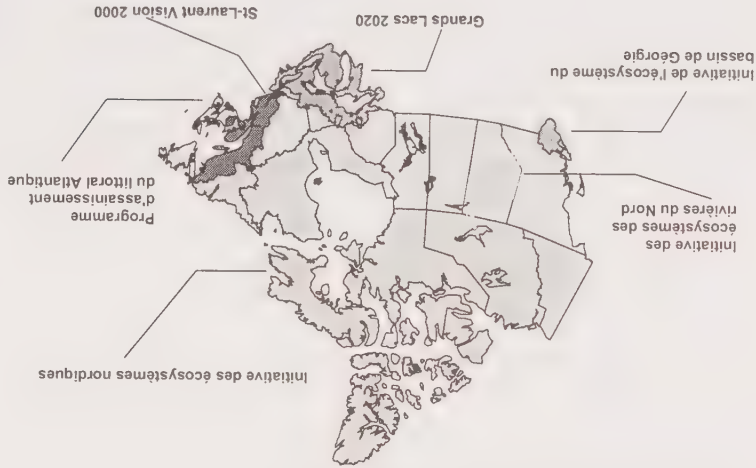 Initiative des écosystèmes nordiques
Initiative des
écosystèmes des
rivières du Nord
Programme
d'assainissement
du littoral Atlantique
Initiative de l'écosystème du
bassin de Géorgie
Grands Lacs 2020
St-Laurent Vision 2000